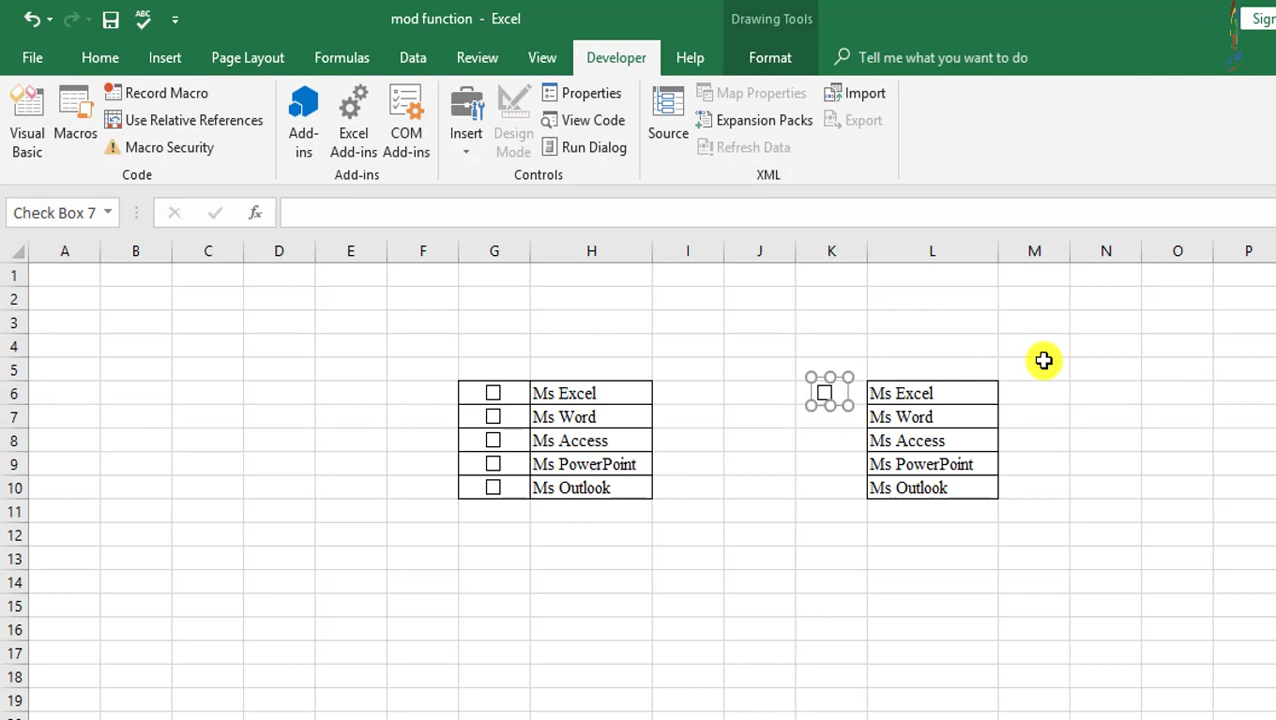 ABC
mod function - Excel
Drawing Tools
File
Home
Insert
Page Layout
Formulas
Data
Review
View
Developer
Help
Format
Tell me what you want to do
Visual Basic
Macros
Record Macro
Use Relative References
Macro Security
Code
Add-ins
Excel Add-ins
COM Add-ins
Add-ins
Insert
Design Mode
Properties
View Code
Run Dialog
Controls
Source
Map Properties
Expansion Packs
Refresh Data
Import
Export
XML
Check Box 7
fx
A B C D E F G H I J K L M N O P
1
2
3
4
5
6 Ms Excel Ms Excel
7 Ms Word Ms Word
8 Ms Access Ms Access
9 Ms PowerPoint Ms PowerPoint
10 Ms Outlook Ms Outlook
11
12
13
14
15
16
17
18
19